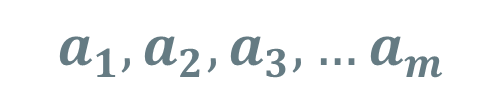 a₁, a₂, a₃, … aₘ